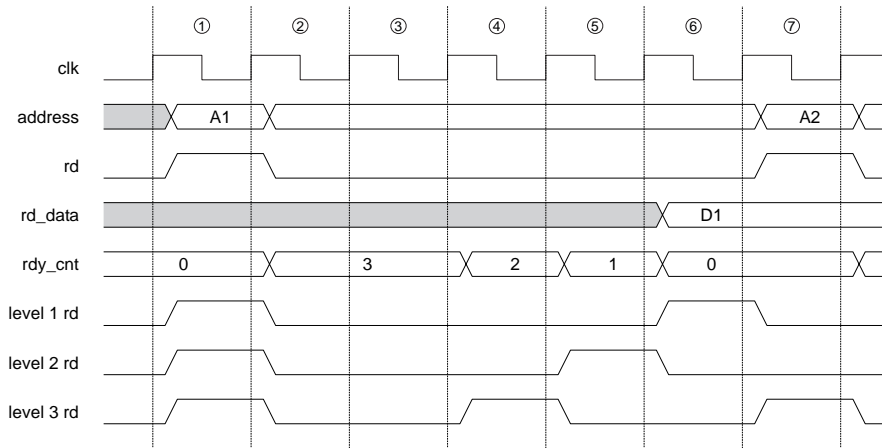 ① ② ③ ④ ⑤ ⑥ ⑦
clk
address A1 A2
rd
rd_data D1
rdy_cnt 0 3 2 1 0
level 1 rd
level 2 rd
level 3 rd